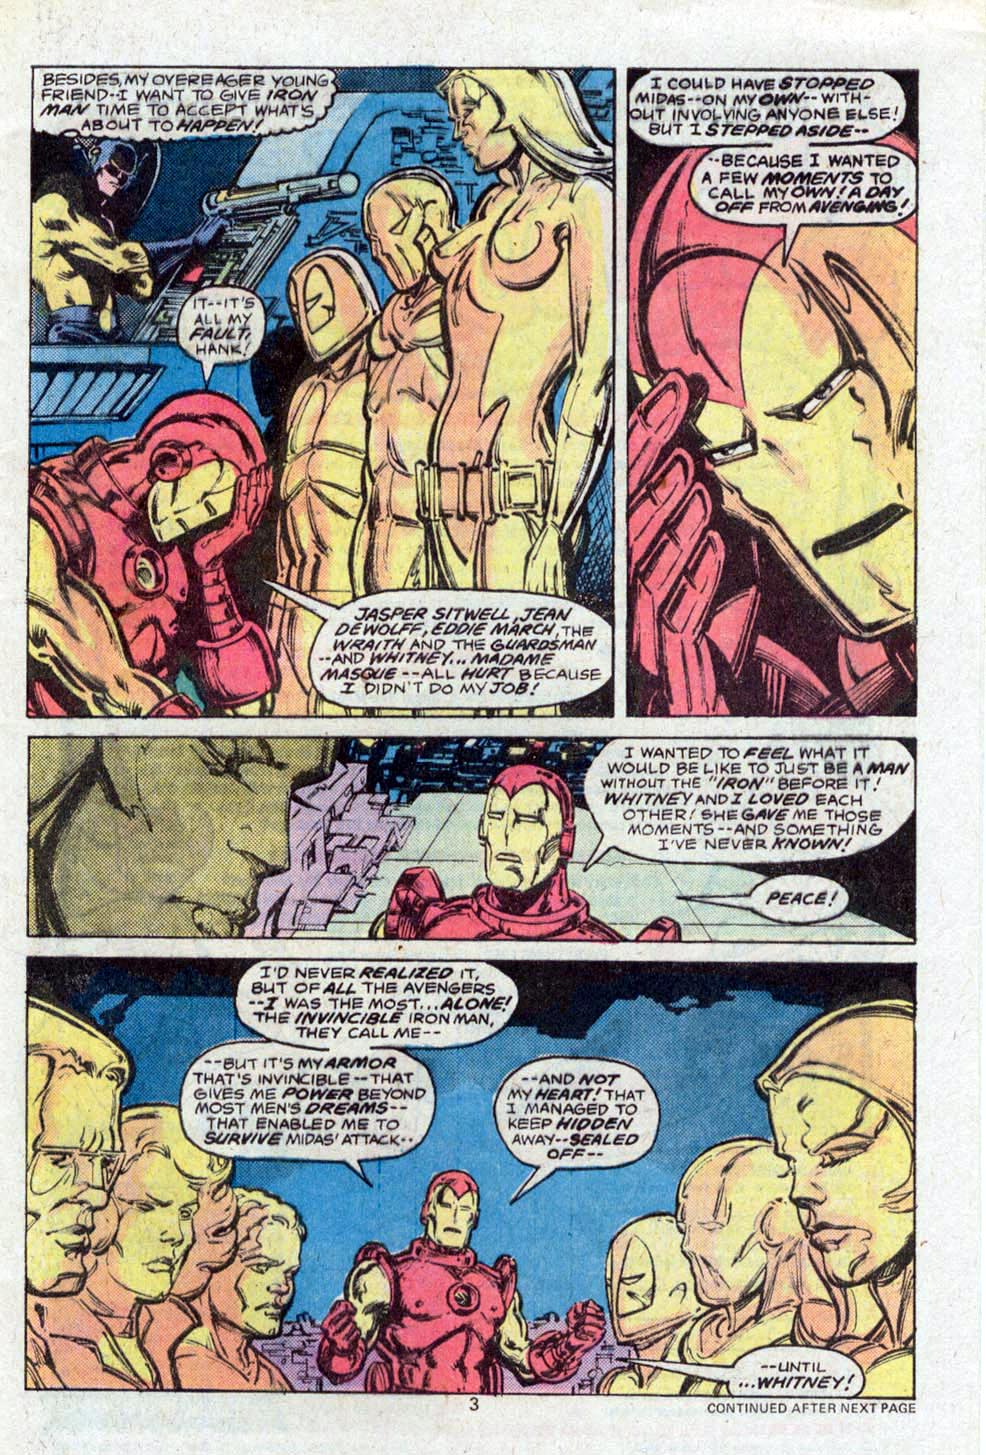 BESIDES, MY OVEREAGER YOUNG
FRIEND--I WANT TO GIVE IRON
MAN TIME TO ACCEPT WHAT'S
ABOUT TO HAPPEN!
IT--IT'S
ALL MY
FAULT,
HANK!
JASPER SITWELL, JEAN
DEWOLFF, EDDIE MARCH, THE
WRAITH AND THE GUARDSMAN
--AND WHITNEY... MADAME
MASQUE--ALL HURT BECAUSE
I DIDN'T DO MY JOB!
I COULD HAVE STOPPED
MIDAS--ON MY OWN--WITH-
OUT INVOLVING ANYONE ELSE!
BUT I STEPPED ASIDE--
--BECAUSE I WANTED
A FEW MOMENTS TO
CALL MY OWN! A DAY
OFF FROM AVENGING!
I WANTED TO FEEL WHAT IT
WOULD BE LIKE TO JUST BE A MAN
WITHOUT THE "IRON" BEFORE IT!
WHITNEY AND I LOVED EACH
OTHER! SHE GAVE ME THOSE
MOMENTS--AND SOMETHING
I'VE NEVER KNOWN!
PEACE!
I'D NEVER REALIZED IT,
BUT OF ALL THE AVENGERS
--I WAS THE MOST...ALONE!
THE INVINCIBLE IRON MAN,
THEY CALL ME--
--BUT IT'S MY ARMOR
THAT'S INVINCIBLE--THAT
GIVES ME POWER BEYOND
MOST MEN'S DREAMS--
THAT ENABLED ME TO
SURVIVE MIDAS' ATTACK--
--AND NOT
MY HEART! THAT
I MANAGED TO
KEEP HIDDEN
AWAY--SEALED
OFF--
--UNTIL
...WHITNEY!
3
CONTINUED AFTER NEXT PAGE